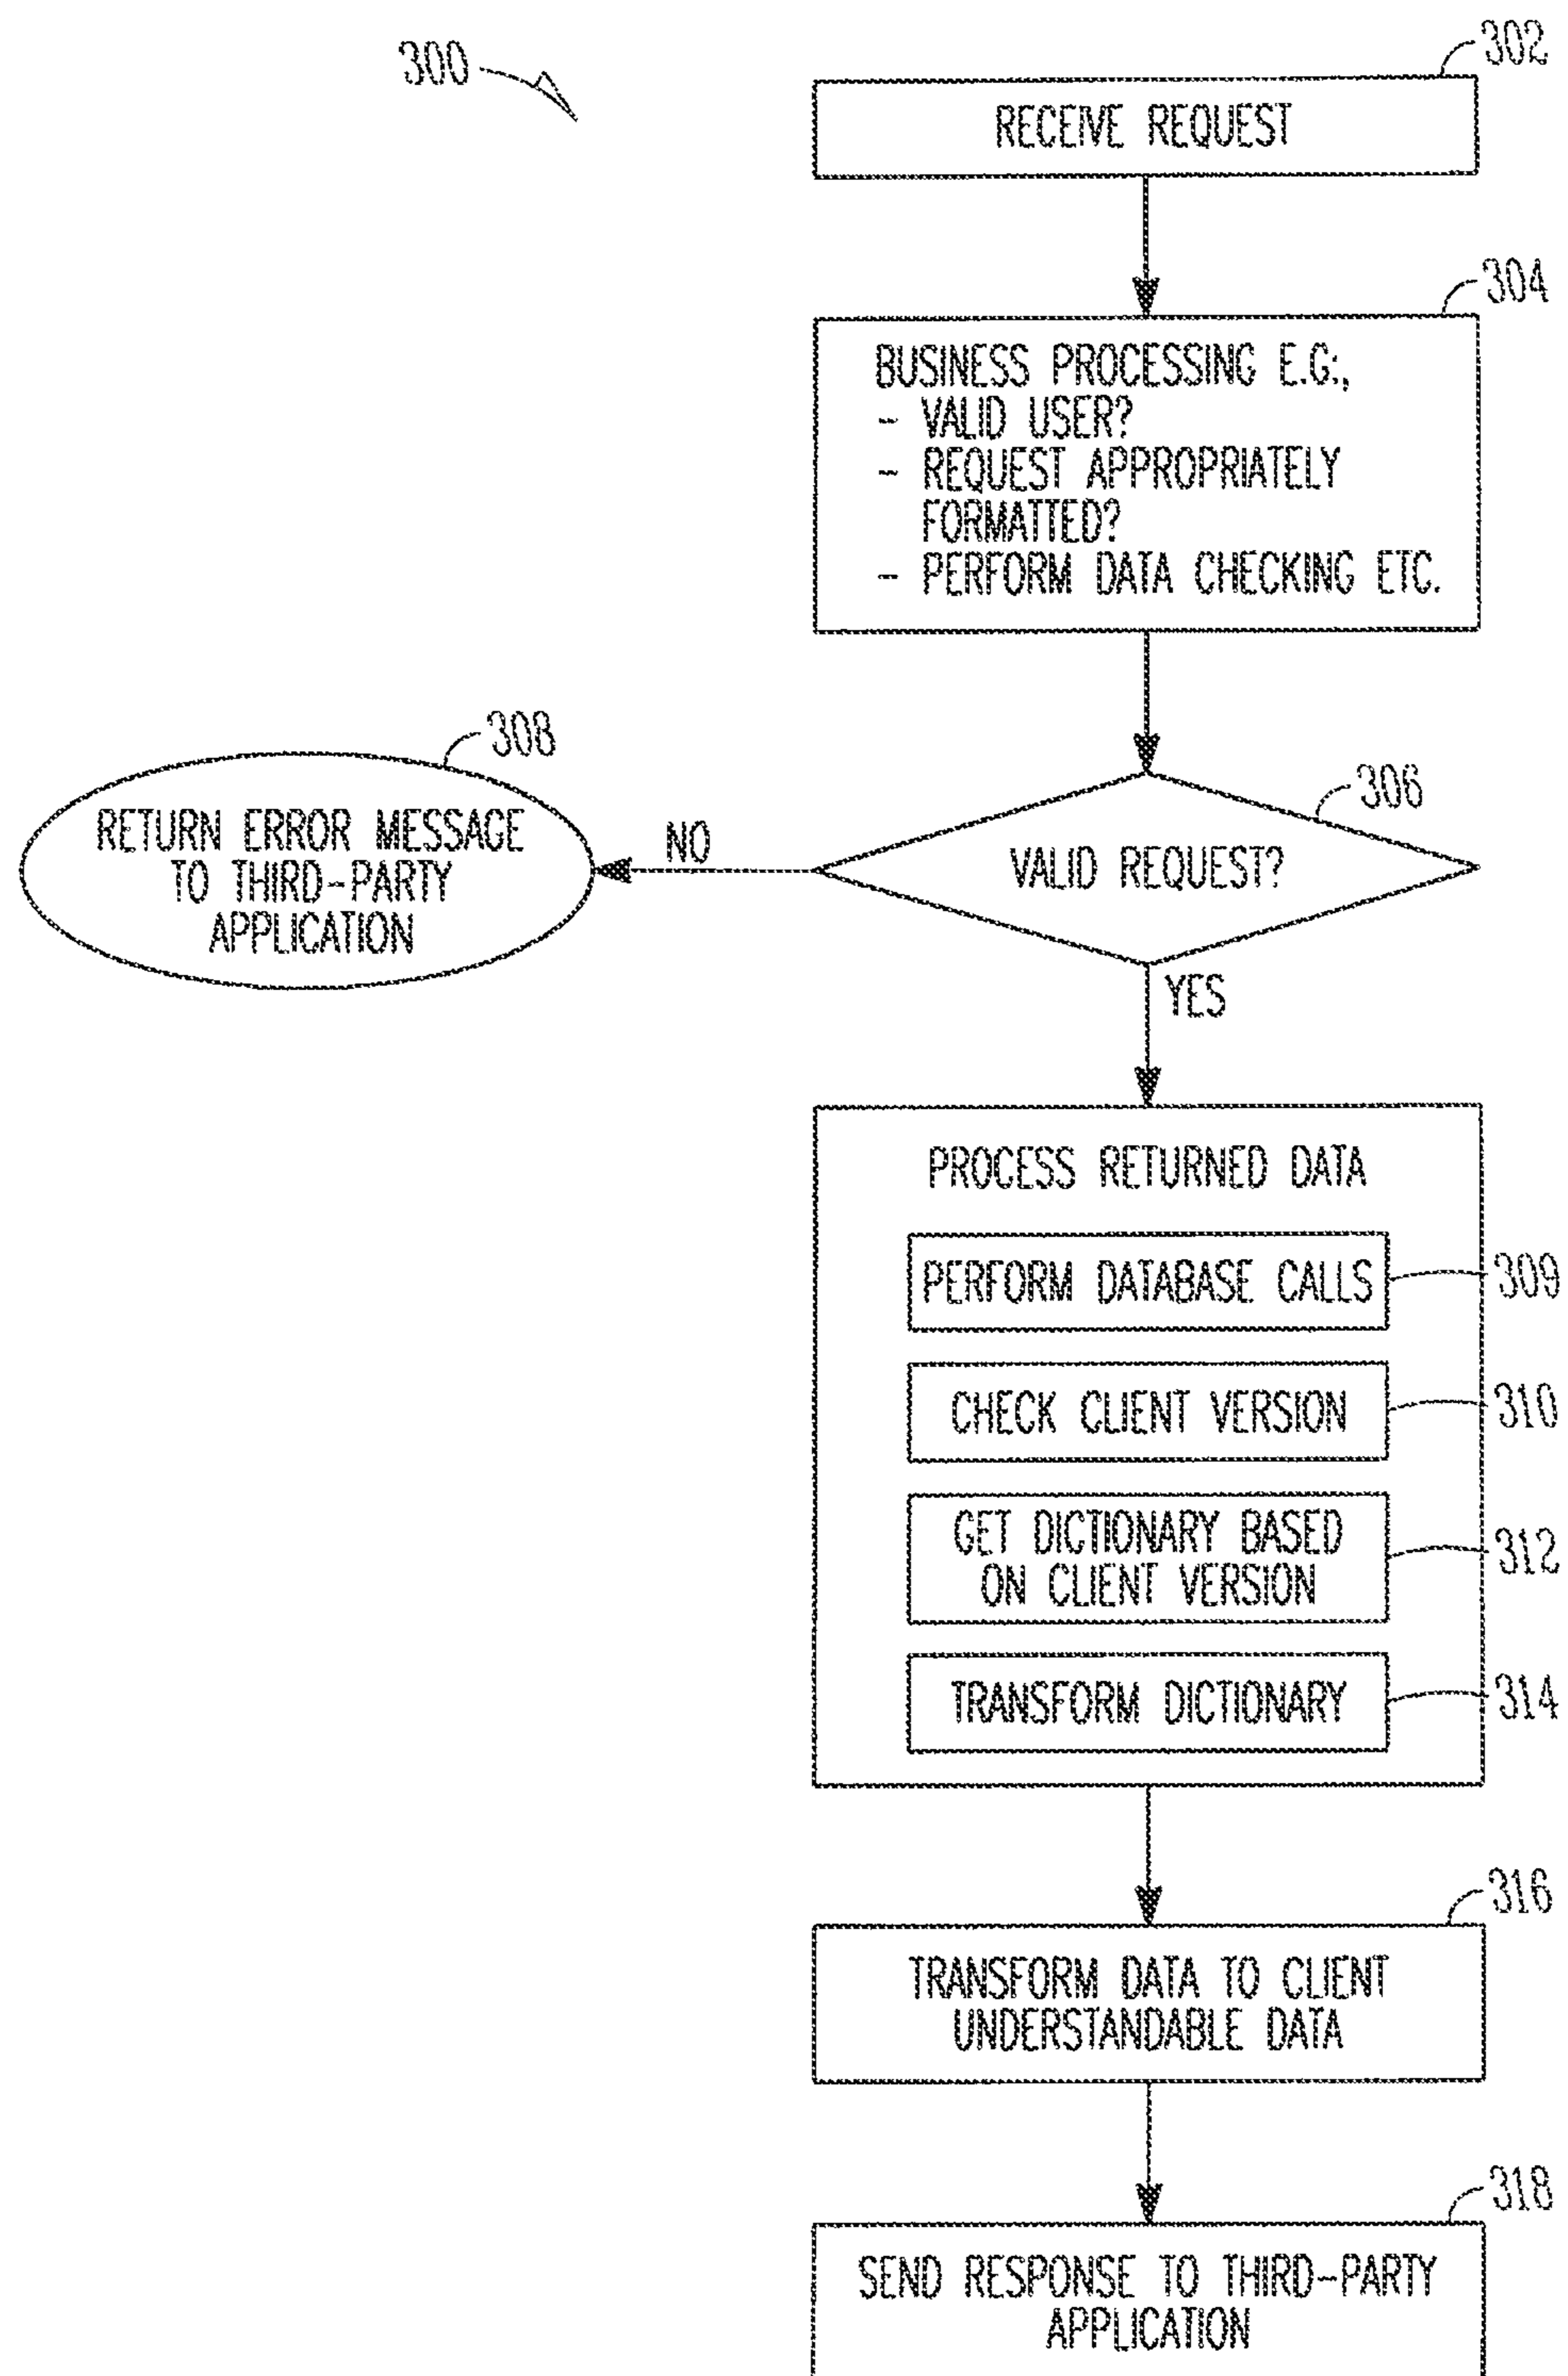 300
302
RECEIVE REQUEST
304
BUSINESS PROCESSING E.G:,
- VALID USER?
- REQUEST APPROPRIATELY
FORMATTED?
- PERFORM DATA CHECKING ETC.
308
RETURN ERROR MESSAGE
TO THIRD-PARTY
APPLICATION
NO
306
VALID REQUEST?
YES
PROCESS RETURNED DATA
PERFORM DATABASE CALLS
309
CHECK CLIENT VERSION
310
GET DICTIONARY BASED
ON CLIENT VERSION
312
TRANSFORM DICTIONARY
314
316
TRANSFORM DATA TO CLIENT
UNDERSTANDABLE DATA
318
SEND RESPONSE TO THIRD-PARTY
APPLICATION